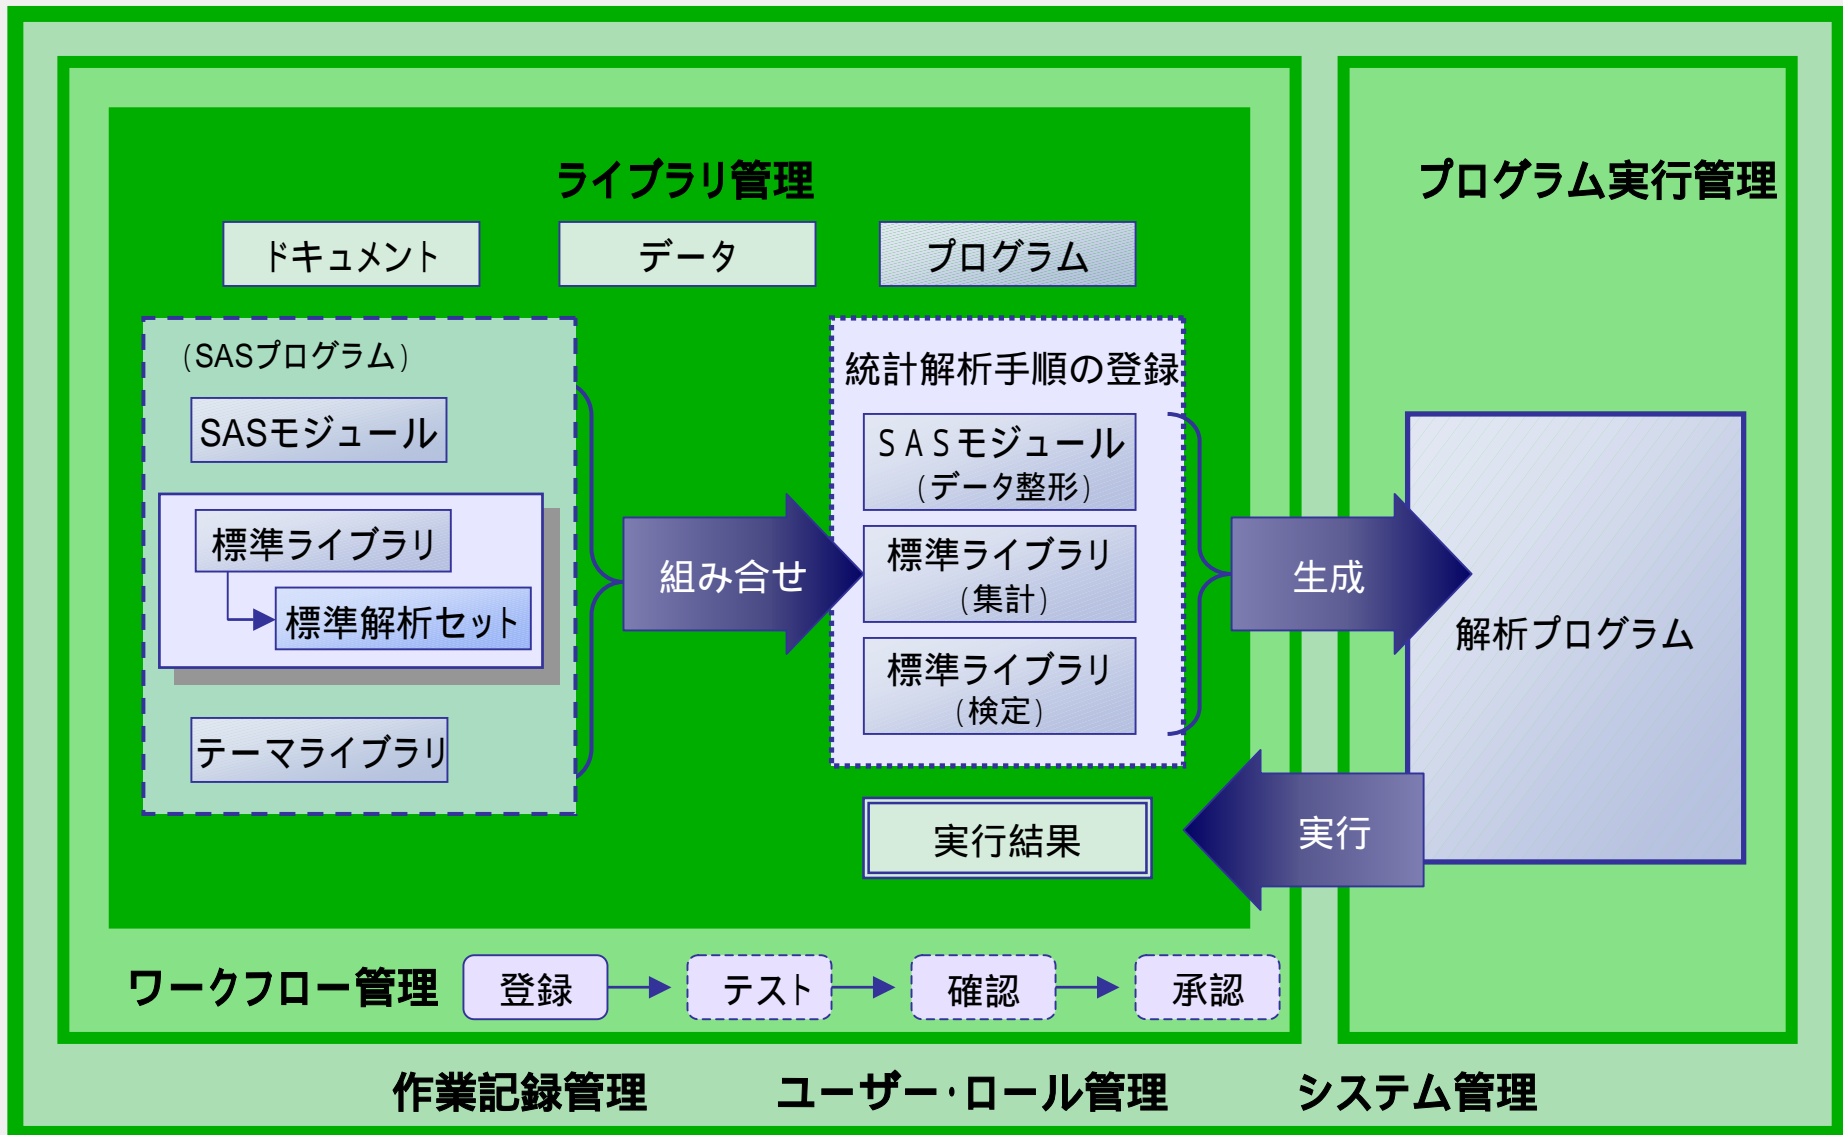 ライブラリ管理
プログラム実行管理
ドキュメント
データ
プログラム
(SASプログラム)
SASモジュール
標準ライブラリ
標準解析セット
テーマライブラリ
組み合せ
統計解析手順の登録
ＳＡＳモジュール
(データ整形)
標準ライブラリ
(集計)
標準ライブラリ
(検定)
生成
解析プログラム
実行
実行結果
ワークフロー管理
登録
テスト
確認
承認
作業記録管理
ユーザー・ロール管理
システム管理